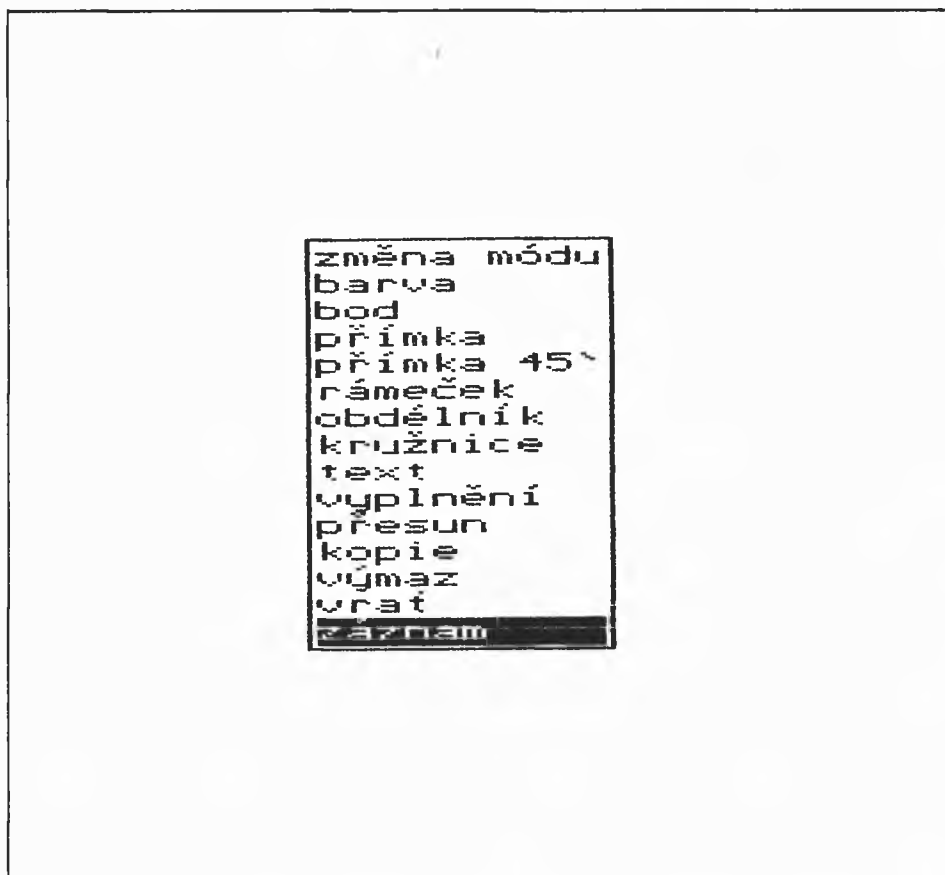 změna módu
barva
bod
přímka
přímka 45`
rámeček
obdélník
kružnice
text
vyplnění
přesun
kopie
výmaz
vrať
záznam